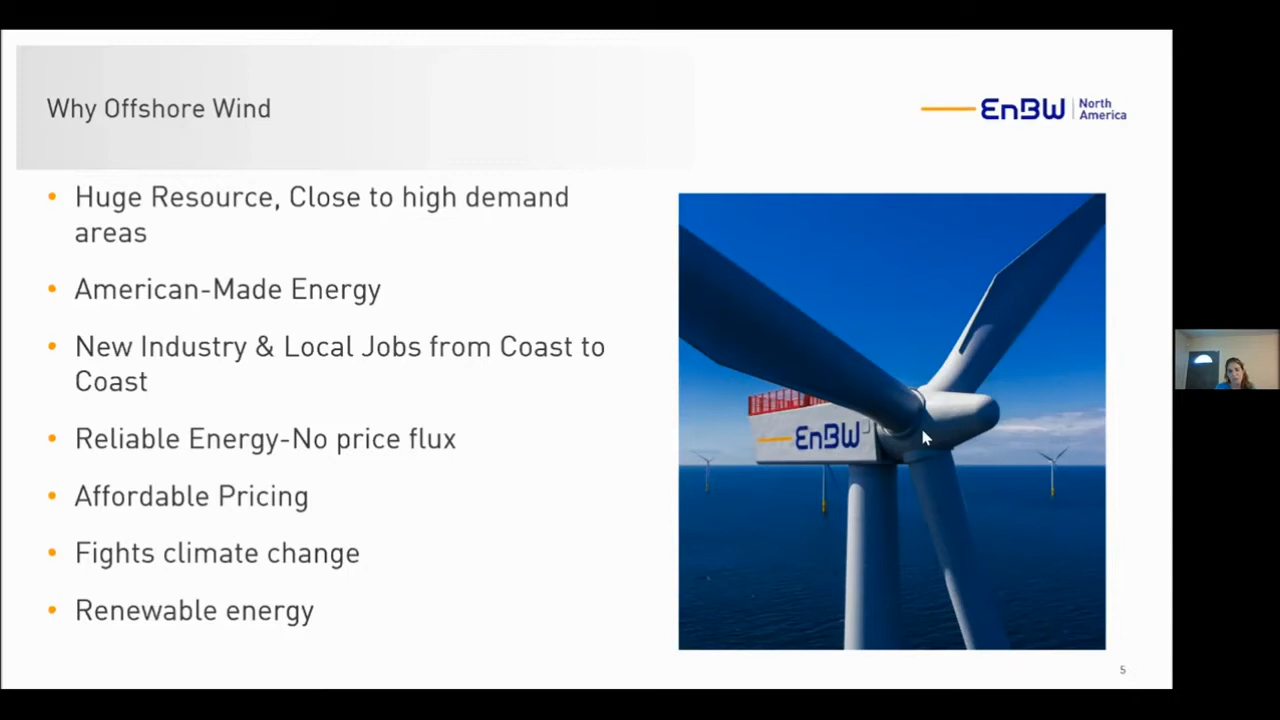 Why Offshore Wind
EnBW
North
America
• Huge Resource, Close to high demand
areas
• American-Made Energy
• New Industry & Local Jobs from Coast to
Coast
• Reliable Energy-No price flux
• Affordable Pricing
• Fights climate change
• Renewable energy
EnBW
5